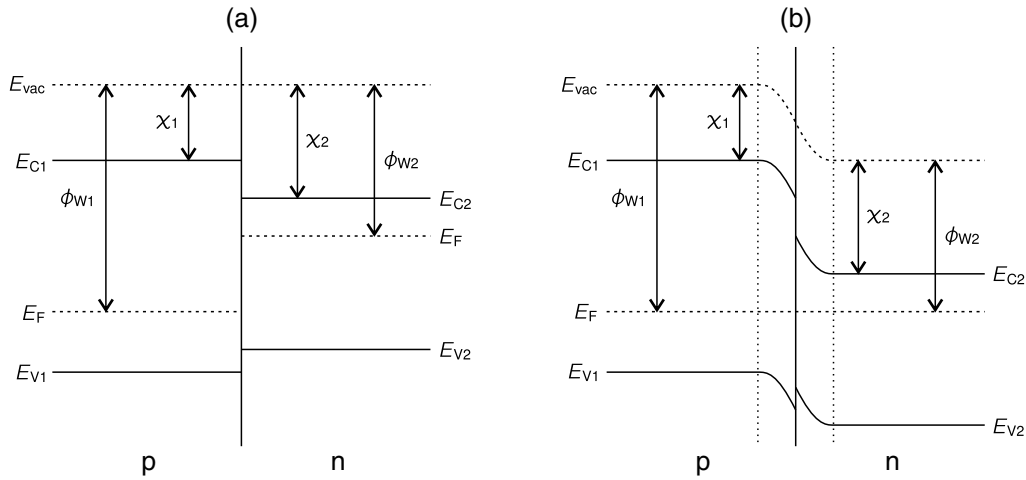 (a)
E_vac
χ1
χ2
E_C1
ϕ_W2
ϕ_W1
E_C2
E_F
E_F
E_V2
E_V1
p
n
(b)
E_vac
χ1
E_C1
ϕ_W1
χ2
ϕ_W2
E_C2
E_F
E_V1
E_V2
p
n